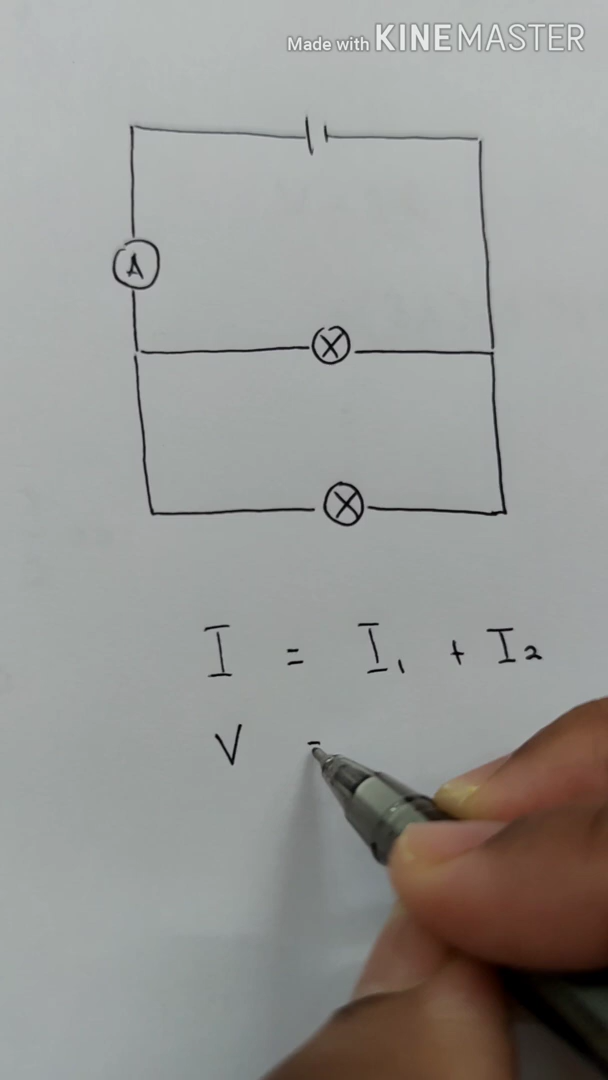 Made with KINEMASTER
A
I = I₁ + I₂
V -